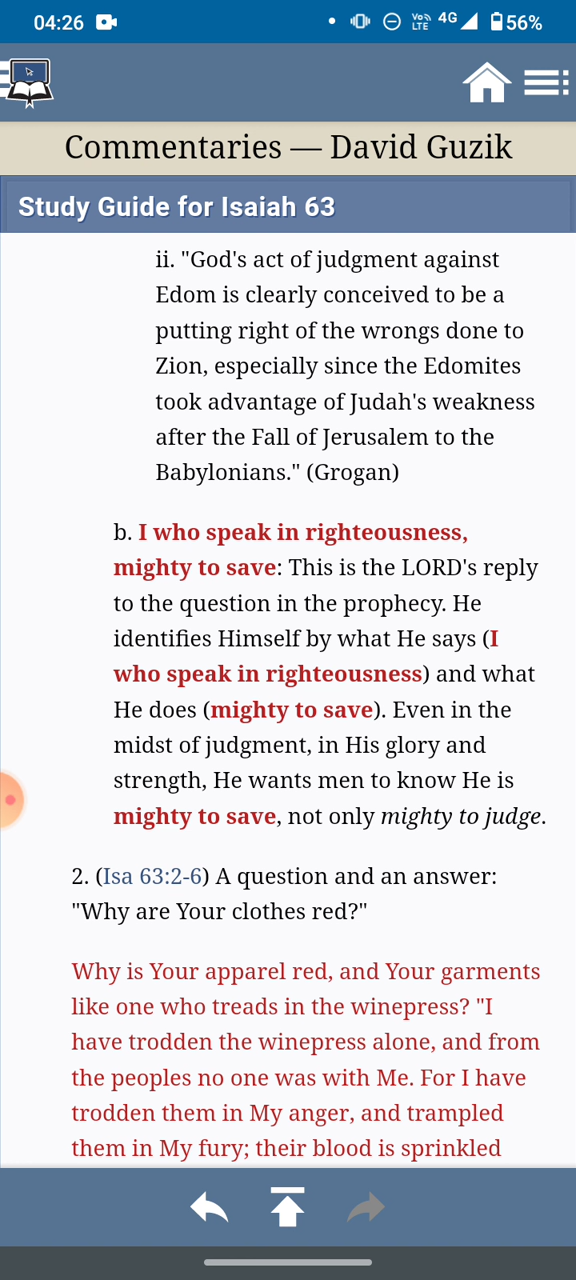 04:26
Vo)) LTE 4G 56%
Commentaries — David Guzik
Study Guide for Isaiah 63
ii. "God's act of judgment against
Edom is clearly conceived to be a
putting right of the wrongs done to
Zion, especially since the Edomites
took advantage of Judah's weakness
after the Fall of Jerusalem to the
Babylonians." (Grogan)
b. I who speak in righteousness,
mighty to save: This is the LORD's reply
to the question in the prophecy. He
identifies Himself by what He says (I
who speak in righteousness) and what
He does (mighty to save). Even in the
midst of judgment, in His glory and
strength, He wants men to know He is
mighty to save, not only mighty to judge.
2. (Isa 63:2-6) A question and an answer:
"Why are Your clothes red?"
Why is Your apparel red, and Your garments
like one who treads in the winepress? "I
have trodden the winepress alone, and from
the peoples no one was with Me. For I have
trodden them in My anger, and trampled
them in My fury; their blood is sprinkled